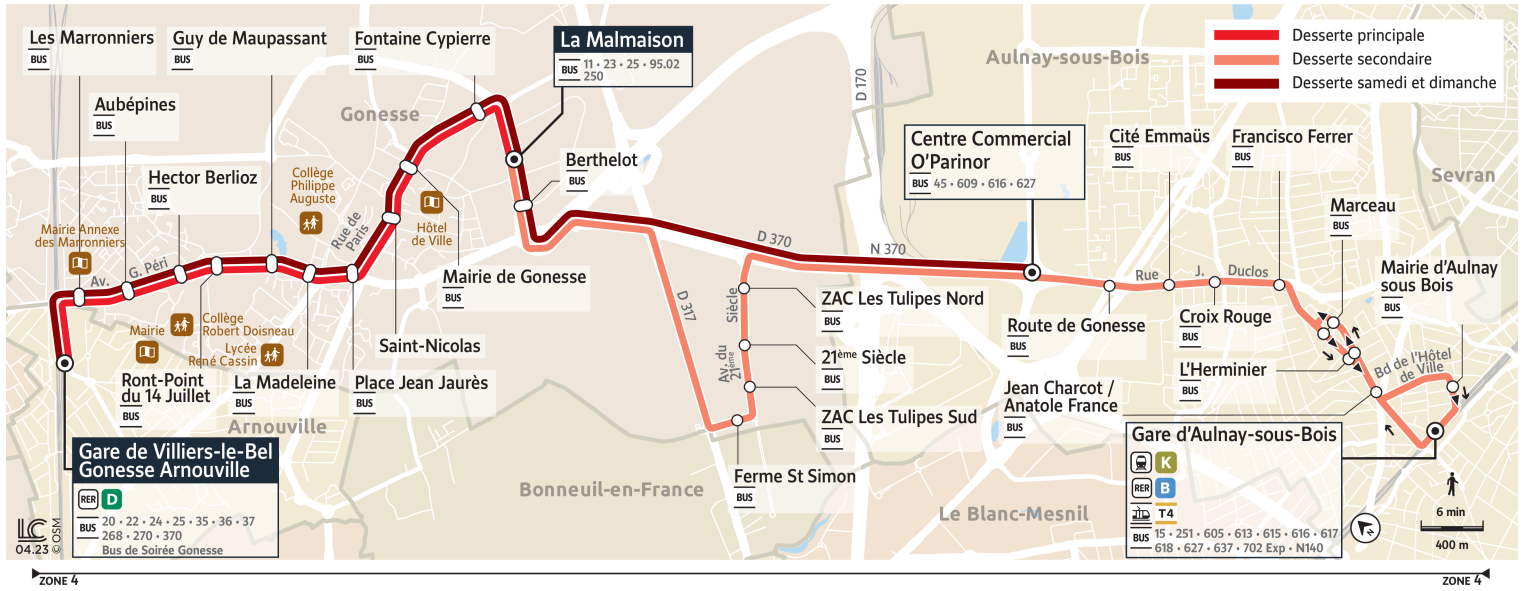 Les Marronniers
BUS
Guy de Maupassant
BUS
Fontaine Cypierre
BUS
La Malmaison
BUS 11 • 23 • 25 • 95.02
250
D 170
Aulnay-sous-Bois
Desserte principale
Desserte secondaire
Desserte samedi et dimanche
Aubépines
BUS
Gonesse
Hector Berlioz
BUS
Collège
Philippe
Auguste
Berthelot
BUS
Centre Commercial
O'Parinor
BUS 45 • 609 • 616 • 627
Cité Emmaüs
BUS
Francisco Ferrer
BUS
Sevran
Marceau
BUS
Mairie Annexe
des Marronniers
Av. G. Péri
Rue de
Paris
Hôtel
de Ville
Mairie de Gonesse
BUS
D 370
N 370
Rue J. Duclos
Mairie d'Aulnay
sous Bois
BUS
D 317
Siècle
Av. du
21ème
ZAC Les Tulipes Nord
BUS
21ème Siècle
BUS
ZAC Les Tulipes Sud
BUS
Route de Gonesse
BUS
Croix Rouge
BUS
L'Herminier
BUS
Bd de l'Hôtel
de Ville
Mairie
Collège
Robert Doisneau
Lycée
René Cassin
Saint-Nicolas
BUS
Ront-Point
du 14 Juillet
BUS
La Madeleine
BUS
Place Jean Jaurès
BUS
Jean Charcot /
Anatole France
BUS
Arnouville
Gare de Villiers-le-Bel
Gonesse Arnouville
RER D
BUS 20 • 22 • 24 • 25 • 35 • 36 • 37
268 • 270 • 370
Bus de Soirée Gonesse
Ferme St Simon
BUS
Bonneuil-en-France
Le Blanc-Mesnil
Gare d'Aulnay-sous-Bois
K
RER B
T4
BUS 15 • 251 • 605 • 613 • 615 • 616 • 617
618 • 627 • 637 • 702 Exp • N140
N
6 min
400 m
LC
04.23
© OSM
ZONE 4
ZONE 4